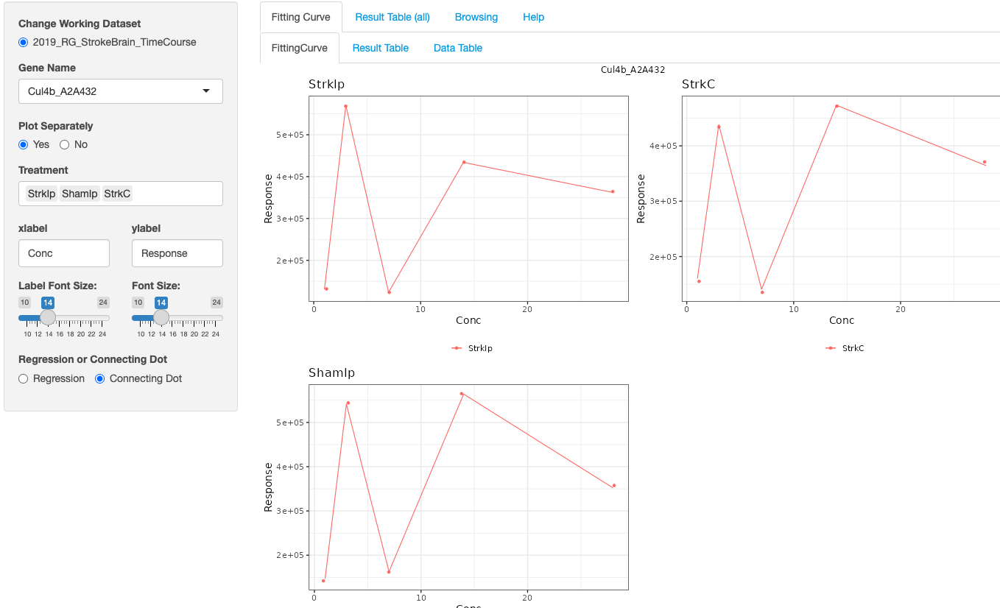 Change Working Dataset
2019_RG_StrokeBrain_TimeCourse
Gene Name
Cul4b_A2A432
Plot Separately
Yes No
Treatment
StrkIp ShamIp StrkC
xlabel ylabel
Conc Response
Label Font Size: Font Size:
10 14 24 10 14 24
10 12 14 16 18 20 22 24 10 12 14 16 18 20 22 24
Regression or Connecting Dot
Regression Connecting Dot
Fitting Curve Result Table (all) Browsing Help
FittingCurve Result Table Data Table
Cul4b_A2A432
StrkIp
5e+05
4e+05
3e+05
2e+05
Response
0 10 20
Conc
StrkIp
StrkC
4e+05
3e+05
2e+05
Response
0 10 20
Conc
StrkC
ShamIp
5e+05
4e+05
3e+05
2e+05
Response
0 10 20
Conc